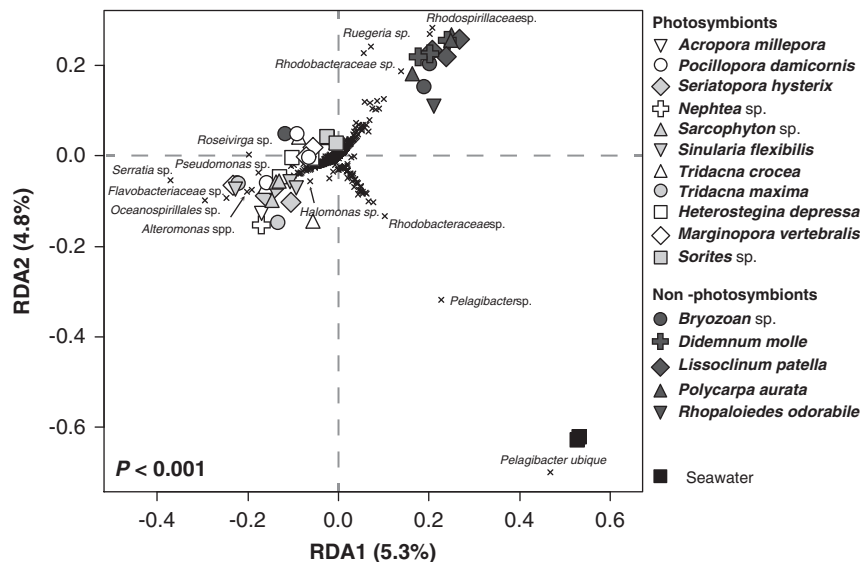 Rhodospirillaceae sp.
Ruegeria sp.
Rhodobacteraceae sp.
Roseivirga sp.
Pseudomonas sp.
Serratia sp.
Flavobacteriaceae sp.
Oceanospirillales sp.
Alteromonas spp.
Halomonas sp.
Rhodobacteraceae sp.
Pelagibacter sp.
Pelagibacter ubique
P < 0.001
RDA2 (4.8%)
0.2
0.0
-0.2
-0.4
-0.6
-0.4
-0.2
0.0
0.2
0.4
0.6
RDA1 (5.3%)
Photosymbionts
Acropora millepora
Pocillopora damicornis
Seriatopora hysterix
Nephtea sp.
Sarcophyton sp.
Sinularia flexibilis
Tridacna crocea
Tridacna maxima
Heterostegina depressa
Marginopora vertebralis
Sorites sp.
Non -photosymbionts
Bryozoan sp.
Didemnum molle
Lissoclinum patella
Polycarpa aurata
Rhopaloiedes odorabile
Seawater